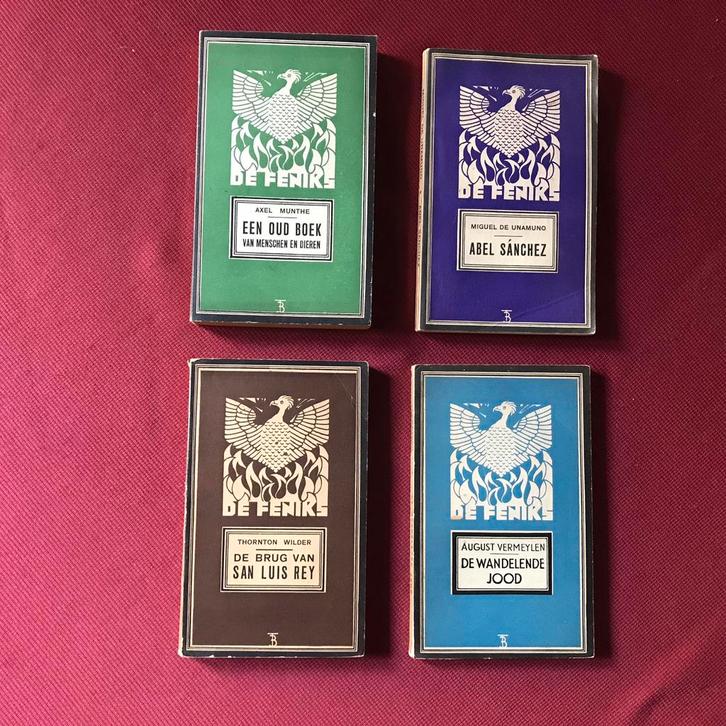 DE FENIKS
AXEL MUNTHE
EEN OUD BOEK
VAN MENSCHEN EN DIEREN
DE FENIKS
MIGUEL DE UNAMUNO
ABEL SÁNCHEZ
DE FENIKS
THORNTON WILDER
DE BRUG VAN
SAN LUIS REY
DE FENIKS
AUGUST VERMEYLEN
DE WANDELENDE
JOOD